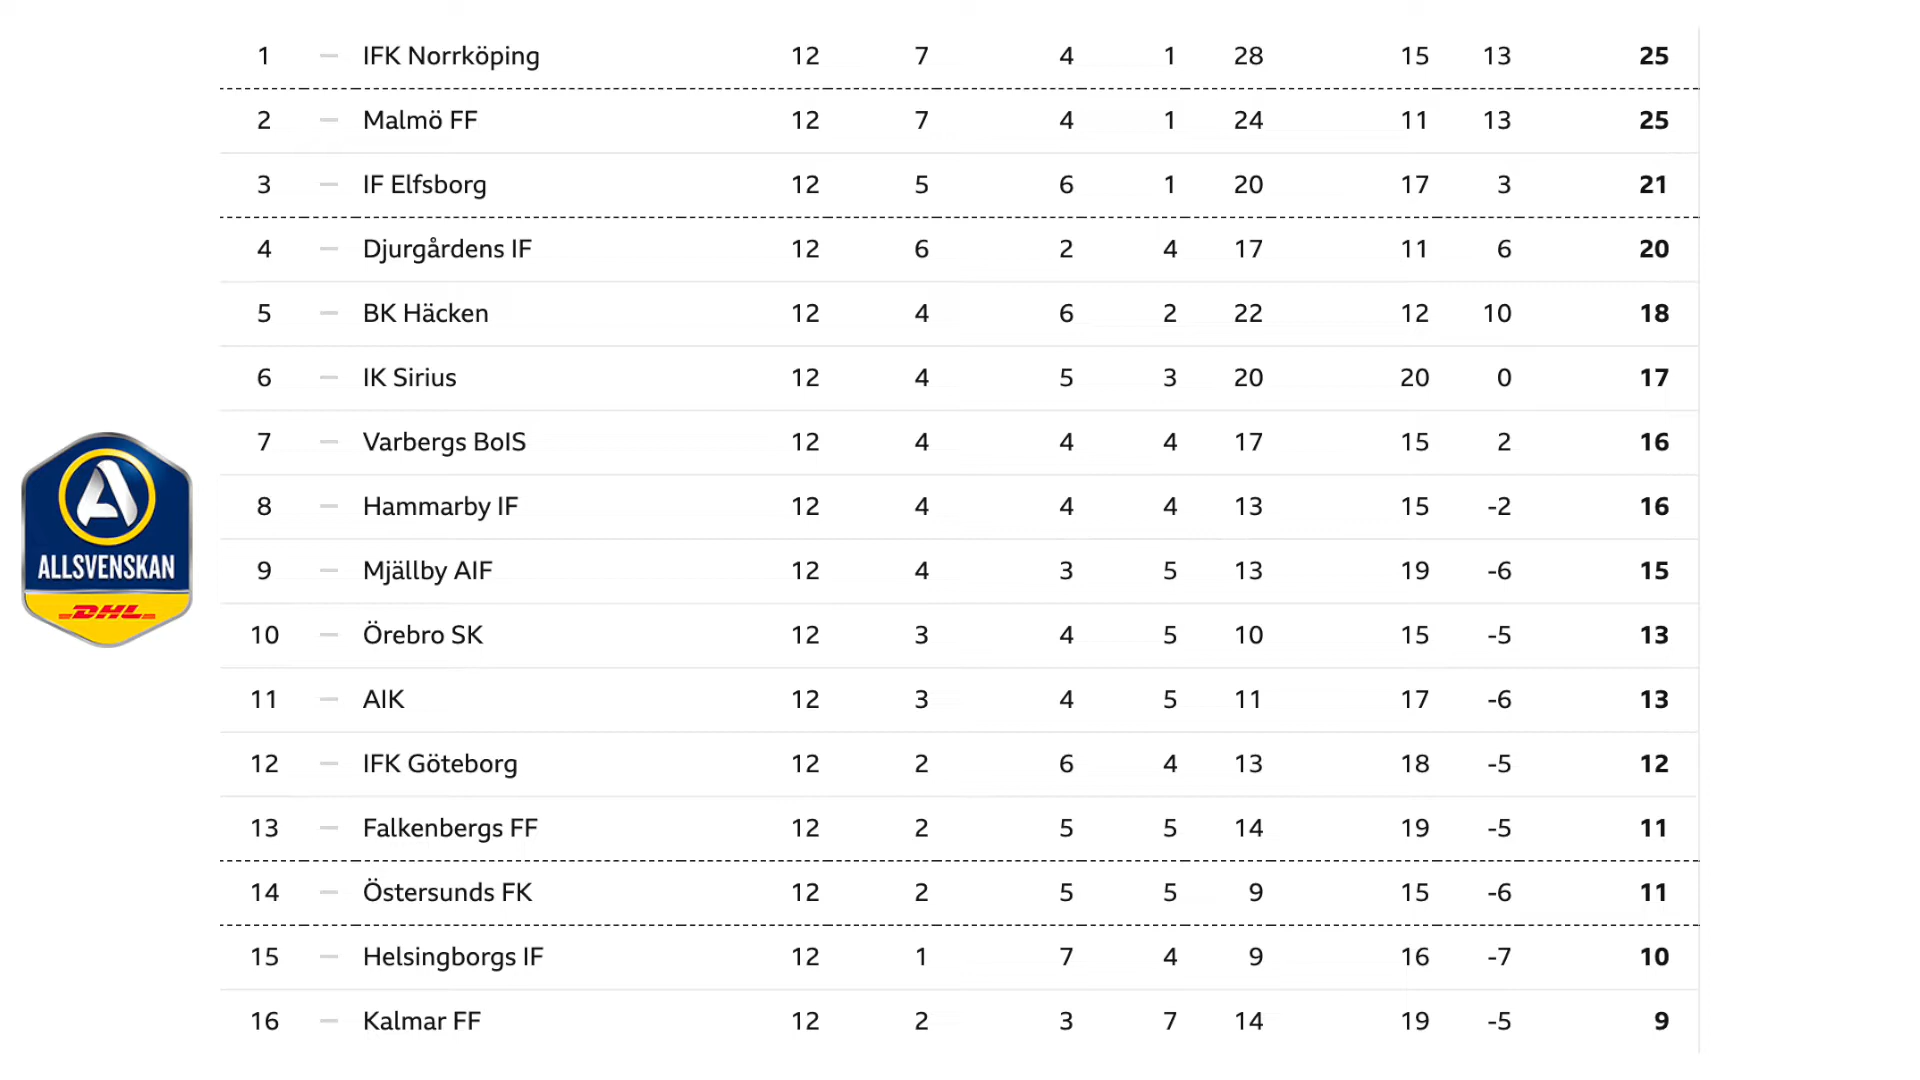 1 – IFK Norrköping 12 7 4 1 28 15 13 25
2 – Malmö FF 12 7 4 1 24 11 13 25
3 – IF Elfsborg 12 5 6 1 20 17 3 21
4 – Djurgårdens IF 12 6 2 4 17 11 6 20
5 – BK Häcken 12 4 6 2 22 12 10 18
6 – IK Sirius 12 4 5 3 20 20 0 17
7 – Varbergs BoIS 12 4 4 4 17 15 2 16
8 – Hammarby IF 12 4 4 4 13 15 -2 16
9 – Mjällby AIF 12 4 3 5 13 19 -6 15
10 – Örebro SK 12 3 4 5 10 15 -5 13
11 – AIK 12 3 4 5 11 17 -6 13
12 – IFK Göteborg 12 2 6 4 13 18 -5 12
13 – Falkenbergs FF 12 2 5 5 14 19 -5 11
14 – Östersunds FK 12 2 5 5 9 15 -6 11
15 – Helsingborgs IF 12 1 7 4 9 16 -7 10
16 – Kalmar FF 12 2 3 7 14 19 -5 9
A
ALLSVENSKAN
DHL